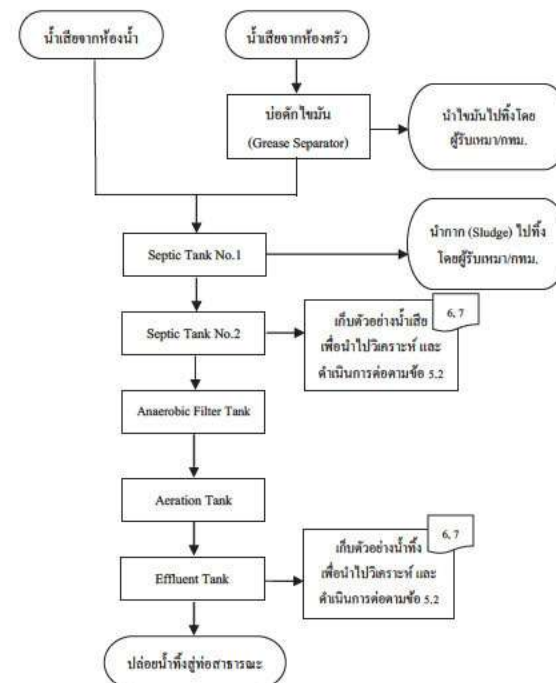 น้ำเสียจากห้องน้ำ
น้ำเสียจากห้องครัว
บ่อดักไขมัน
(Grease Separator)
นำไขมันไปทิ้งโดย
ผู้รับเหมา/กทม.
Septic Tank No.1
นำกาก (Sludge) ไปทิ้ง
โดยผู้รับเหมา/กทม.
Septic Tank No.2
6, 7
เก็บตัวอย่างน้ำเสีย
เพื่อนำไปวิเคราะห์ และ
ดำเนินการต่อตามข้อ 5.2
Anaerobic Filter Tank
Aeration Tank
Effluent Tank
6, 7
เก็บตัวอย่างน้ำทิ้ง
เพื่อนำไปวิเคราะห์ และ
ดำเนินการต่อตามข้อ 5.2
ปล่อยน้ำทิ้งสู่ท่อสาธารณะ